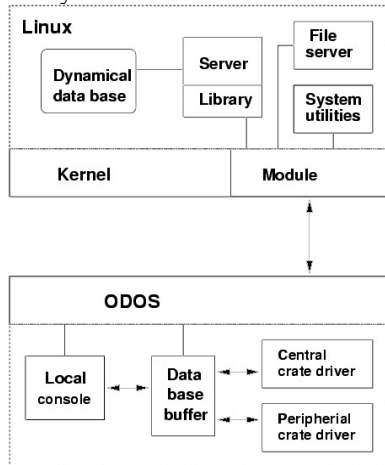 Linux
Dynamical
data base
Server
Library
File
server
System
utilities
Kernel
Module
ODOS
Local
console
Data
base
buffer
Central
crate driver
Peripherial
crate driver